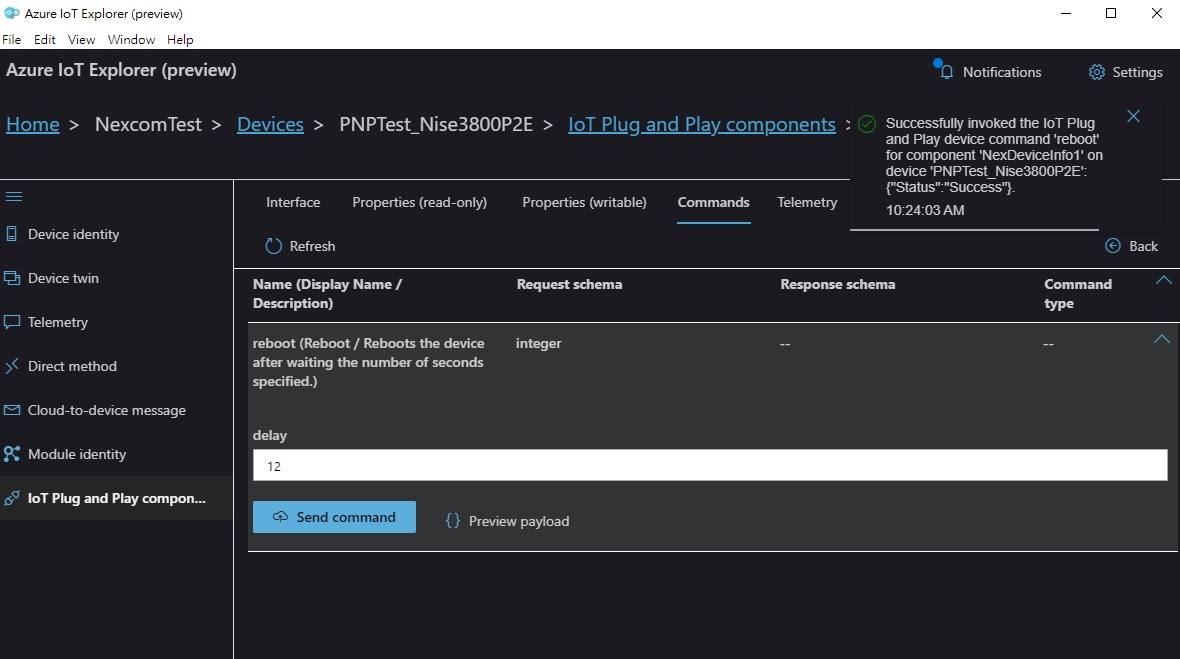 Azure IoT Explorer (preview)
File Edit View Window Help
Azure IoT Explorer (preview)
Notifications
Settings
Home > NexcomTest > Devices > PNPTest_Nise3800P2E > IoT Plug and Play components >
Successfully invoked the IoT Plug
and Play device command 'reboot'
for component 'NexDeviceInfo1' on
device 'PNPTest_Nise3800P2E':
{"Status":"Success"}.
10:24:03 AM
Device identity
Device twin
Telemetry
Direct method
Cloud-to-device message
Module identity
IoT Plug and Play compon...
Interface Properties (read-only) Properties (writable) Commands Telemetry
Refresh
Back
Name (Display Name /
Description)
Request schema
Response schema
Command
type
reboot (Reboot / Reboots the device
after waiting the number of seconds
specified.)
integer
--
--
delay
12
Send command
{} Preview payload